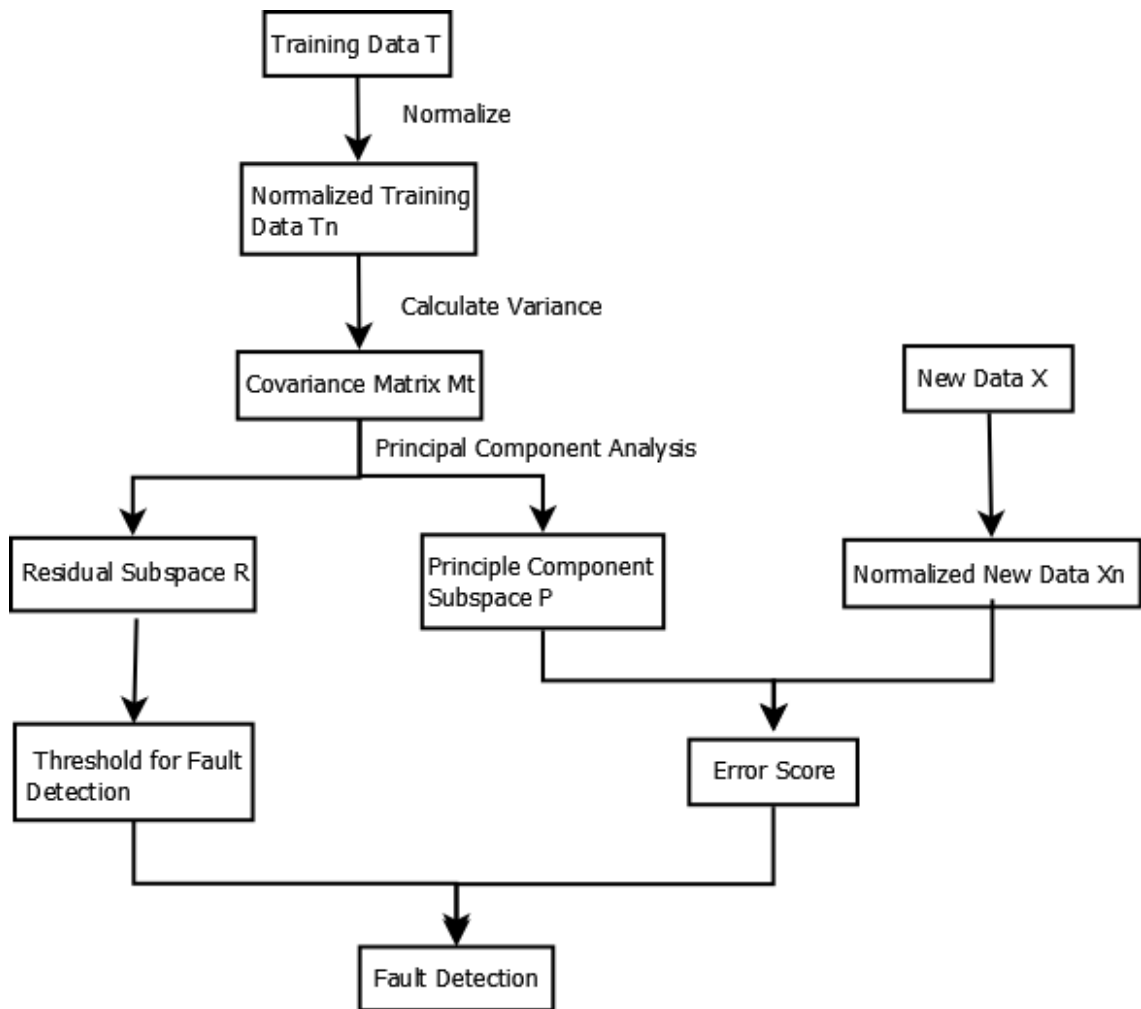 Training Data T
Normalize
Normalized Training
Data Tn
Calculate Variance
Covariance Matrix Mt
New Data X
Principal Component Analysis
Residual Subspace R
Principle Component
Subspace P
Normalized New Data Xn
Threshold for Fault
Detection
Error Score
Fault Detection